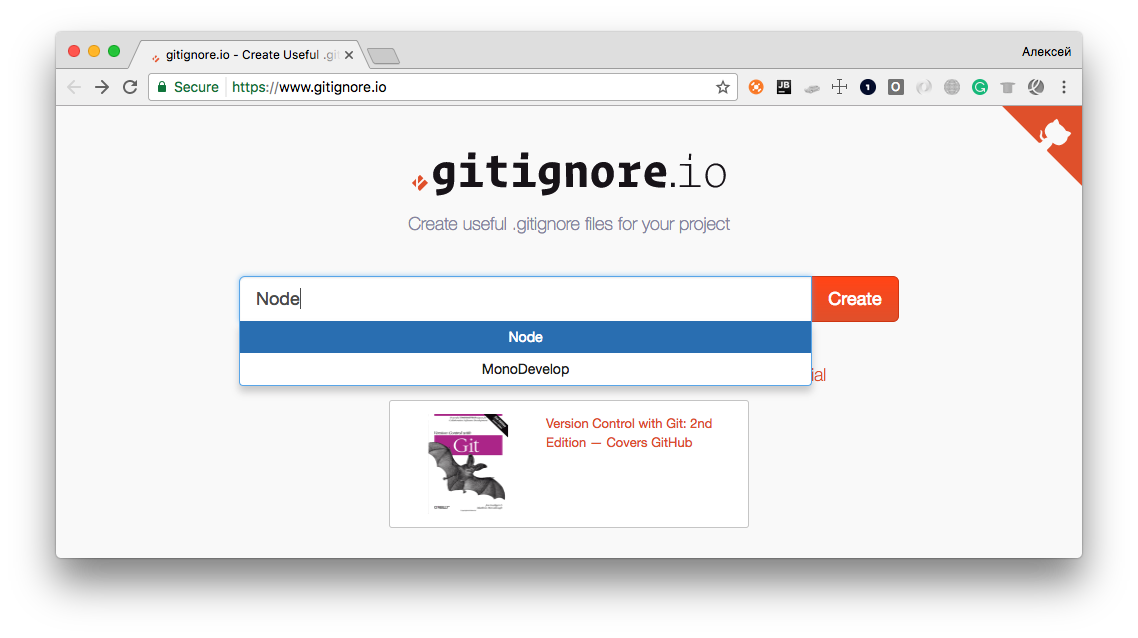 gitignore.io - Create Useful .gi
Алексей
Secure https://www.gitignore.io
JB
1
O
G
gitignore.io
Create useful .gitignore files for your project
Node
Create
Node
MonoDevelop
ial
Version Control with Git: 2nd
Edition — Covers GitHub
Version Control with
Git
O'REILLY